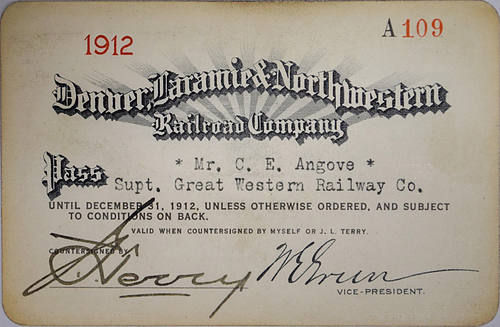 1912 A 109
Denver, Laramie & Northwestern
Railroad Company
Pass * Mr. C. E. Angove *
Supt. Great Western Railway Co.
UNTIL DECEMBER 31, 1912, UNLESS OTHERWISE ORDERED, AND SUBJECT
TO CONDITIONS ON BACK.
VALID WHEN COUNTERSIGNED BY MYSELF OR J. L. TERRY.
COUNTERSIGNED BY
Terry
VICE-PRESIDENT.